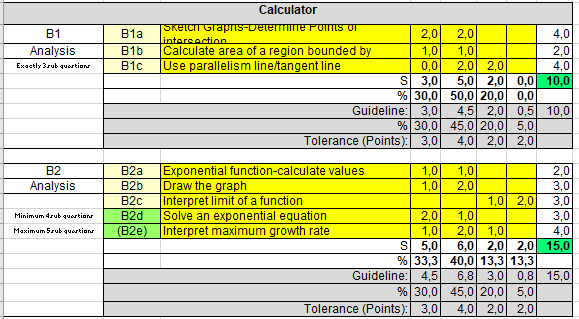 Calculator
B1 B1a Sketch Graphs-Determine Points of intersection 2,0 2,0 4,0
Analysis B1b Calculate area of a region bounded by 1,0 1,0 2,0
Exactly 3 sub questions B1c Use parallelism line/tangent line 0,0 2,0 2,0 4,0
S 3,0 5,0 2,0 0,0 10,0
% 30,0 50,0 20,0 0,0
Guideline: 3,0 4,5 2,0 0,5 10,0
% 30,0 45,0 20,0 5,0
Tolerance (Points): 3,0 4,0 2,0 2,0
B2 B2a Exponential function-calculate values 1,0 1,0 2,0
Analysis B2b Draw the graph 1,0 2,0 3,0
B2c Interpret limit of a function 1,0 2,0 3,0
Minimum 4 sub questions B2d Solve an exponential equation 2,0 1,0 3,0
Maximum 5 sub questions (B2e) Interpret maximum growth rate 1,0 2,0 1,0 4,0
S 5,0 6,0 2,0 2,0 15,0
% 33,3 40,0 13,3 13,3
Guideline: 4,5 6,8 3,0 0,8 15,0
% 30,0 45,0 20,0 5,0
Tolerance (Points): 3,0 4,0 2,0 2,0